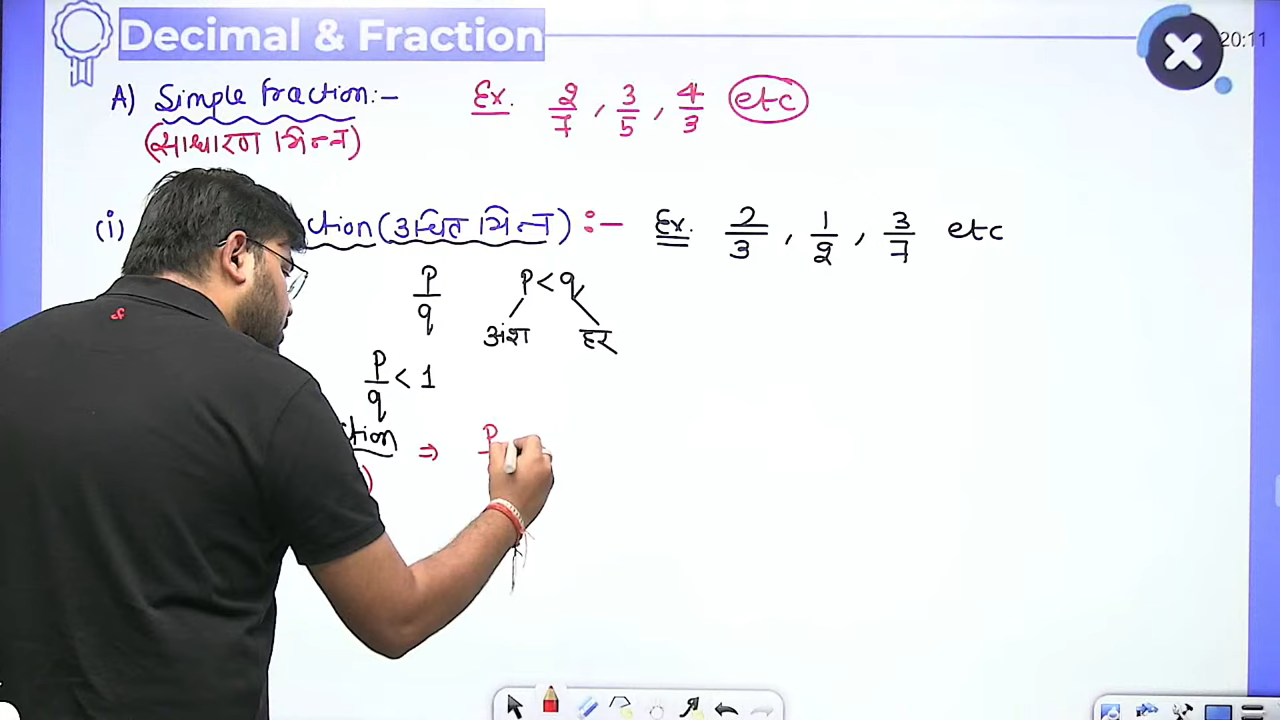 Decimal & Fraction
20:11
A) Simple fraction:- Ex. 2/7, 3/5, 4/3 etc
(साधारण भिन्न)
(i) ction (उचित भिन्न) :- Ex. 2/3, 1/2, 3/7 etc
P/q P < q
अंश हर
P/q < 1
ction ⇒ P